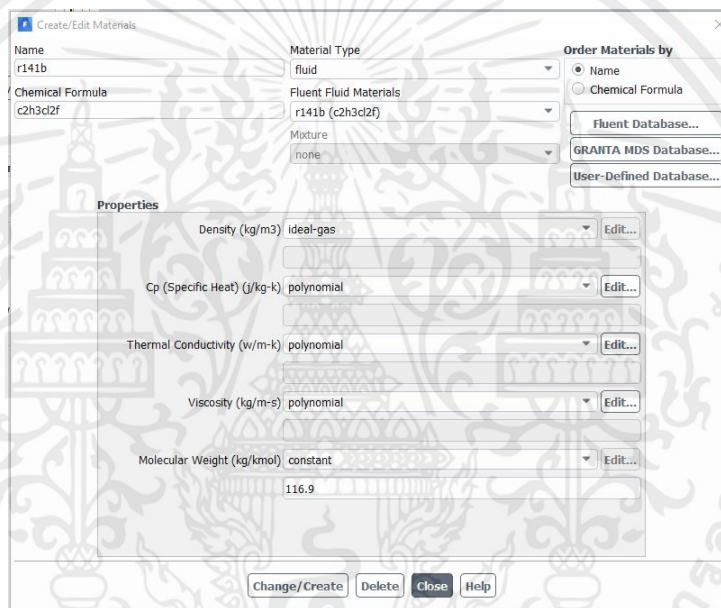 Create/Edit Materials
Name
Material Type
Order Materials by
r141b
fluid
Name
Chemical Formula
Chemical Formula
Fluent Fluid Materials
c2h3cl2f
r141b (c2h3cl2f)
Fluent Database...
Mixture
none
GRANTA MDS Database...
User-Defined Database...
Properties
Density (kg/m3) ideal-gas Edit...
Cp (Specific Heat) (j/kg-k) polynomial Edit...
Thermal Conductivity (w/m-k) polynomial Edit...
Viscosity (kg/m-s) polynomial Edit...
Molecular Weight (kg/kmol) constant Edit...
116.9
Change/Create Delete Close Help